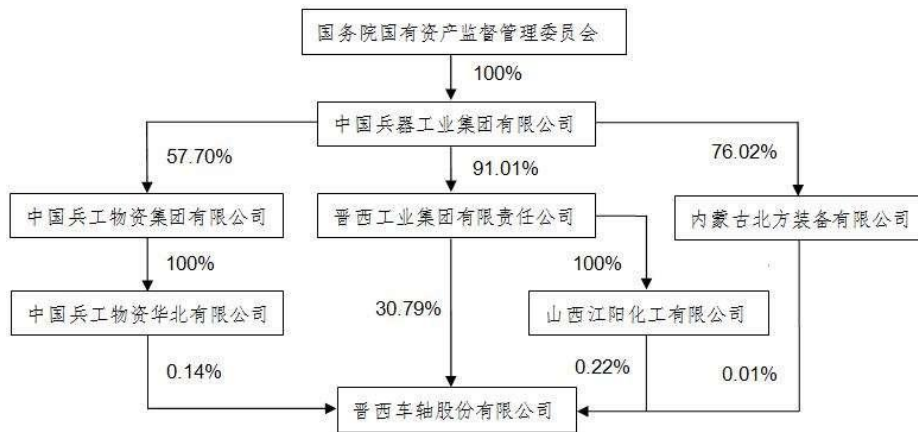 国务院国有资产监督管理委员会
100%
中国兵器工业集团有限公司
57.70%
91.01%
76.02%
中国兵工物资集团有限公司
晋西工业集团有限责任公司
内蒙古北方装备有限公司
100%
100%
30.79%
中国兵工物资华北有限公司
山西江阳化工有限公司
0.14%
0.22%
0.01%
晋西车轴股份有限公司